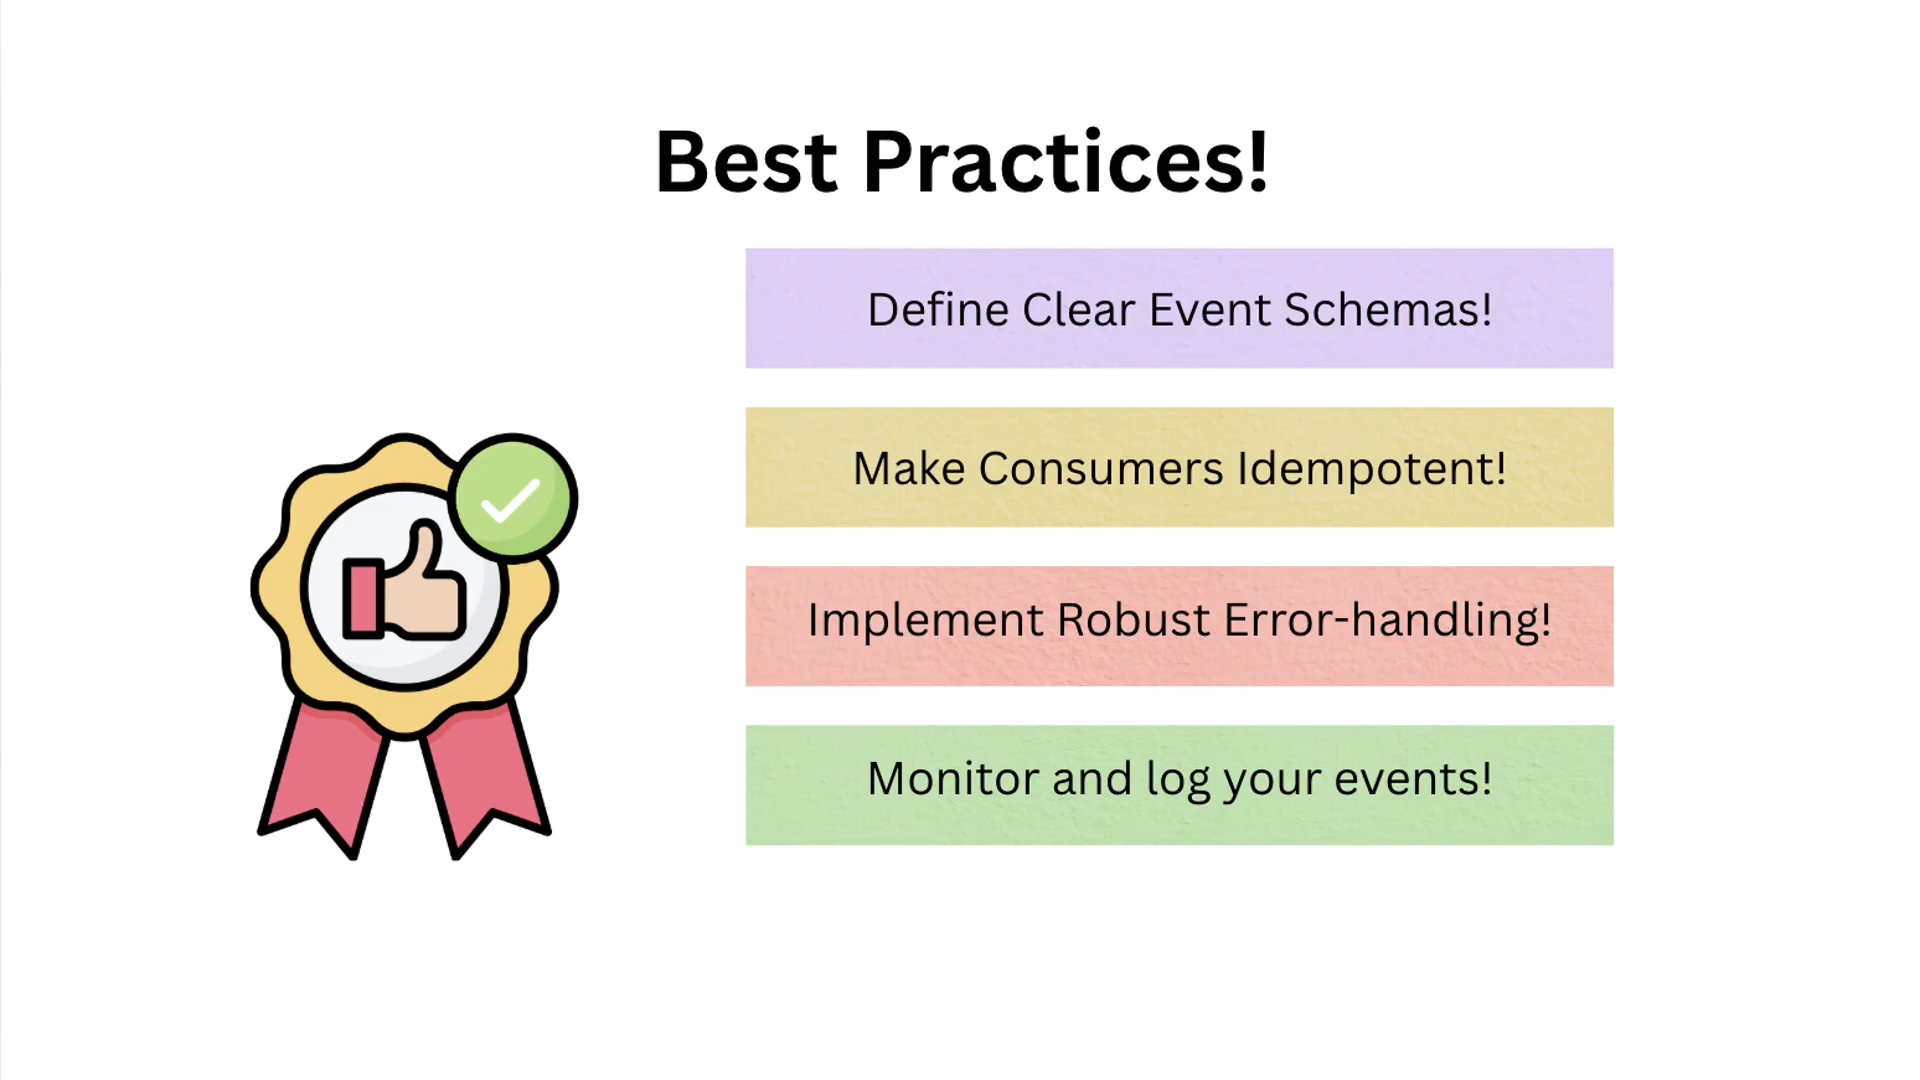 Best Practices!
Define Clear Event Schemas!
Make Consumers Idempotent!
Implement Robust Error-handling!
Monitor and log your events!